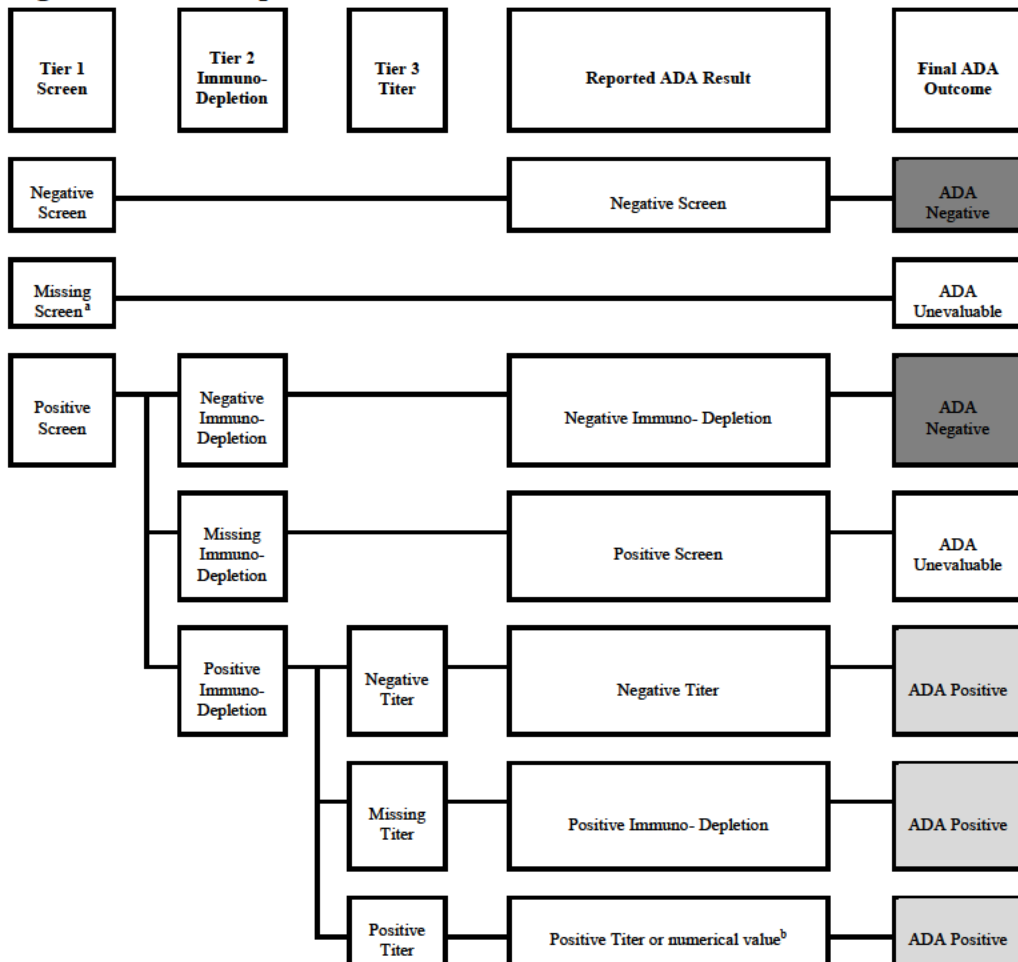 Tier 1
Screen
Tier 2
Immuno-
Depletion
Tier 3
Titer
Reported ADA Result
Final ADA
Outcome
Negative
Screen
Negative Screen
ADA
Negative
Missing
Screen a
ADA
Unevaluable
Positive
Screen
Negative
Immuno-
Depletion
Negative Immuno- Depletion
ADA
Negative
Missing
Immuno-
Depletion
Positive Screen
ADA
Unevaluable
Positive
Immuno-
Depletion
Negative
Titer
Negative Titer
ADA Positive
Missing
Titer
Positive Immuno- Depletion
ADA Positive
Positive
Titer
Positive Titer or numerical value b
ADA Positive